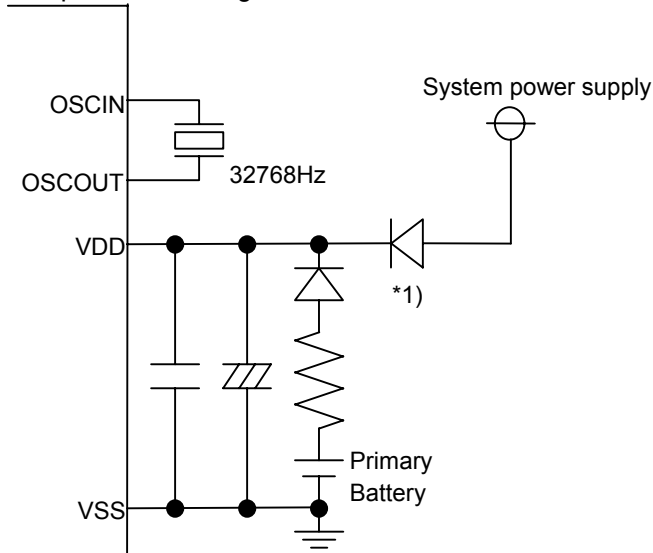 System power supply
OSCIN
OSCOUT
32768Hz
VDD
*1)
Primary
Battery
VSS